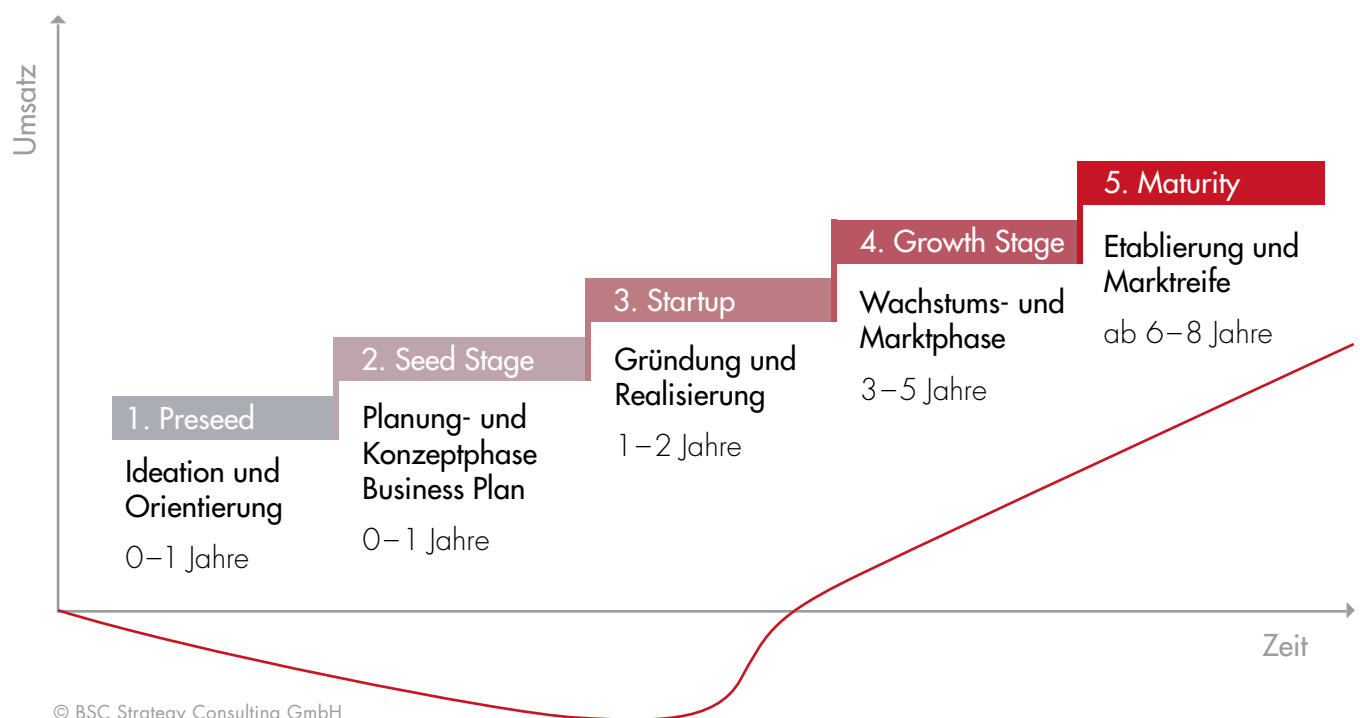 Umsatz
1. Preseed
Ideation und
Orientierung
0–1 Jahre
2. Seed Stage
Planung- und
Konzeptphase
Business Plan
0–1 Jahre
3. Startup
Gründung und
Realisierung
1–2 Jahre
4. Growth Stage
Wachstums- und
Marktphase
3–5 Jahre
5. Maturity
Etablierung und
Marktreife
ab 6–8 Jahre
Zeit
© BSC Strategy Consulting GmbH